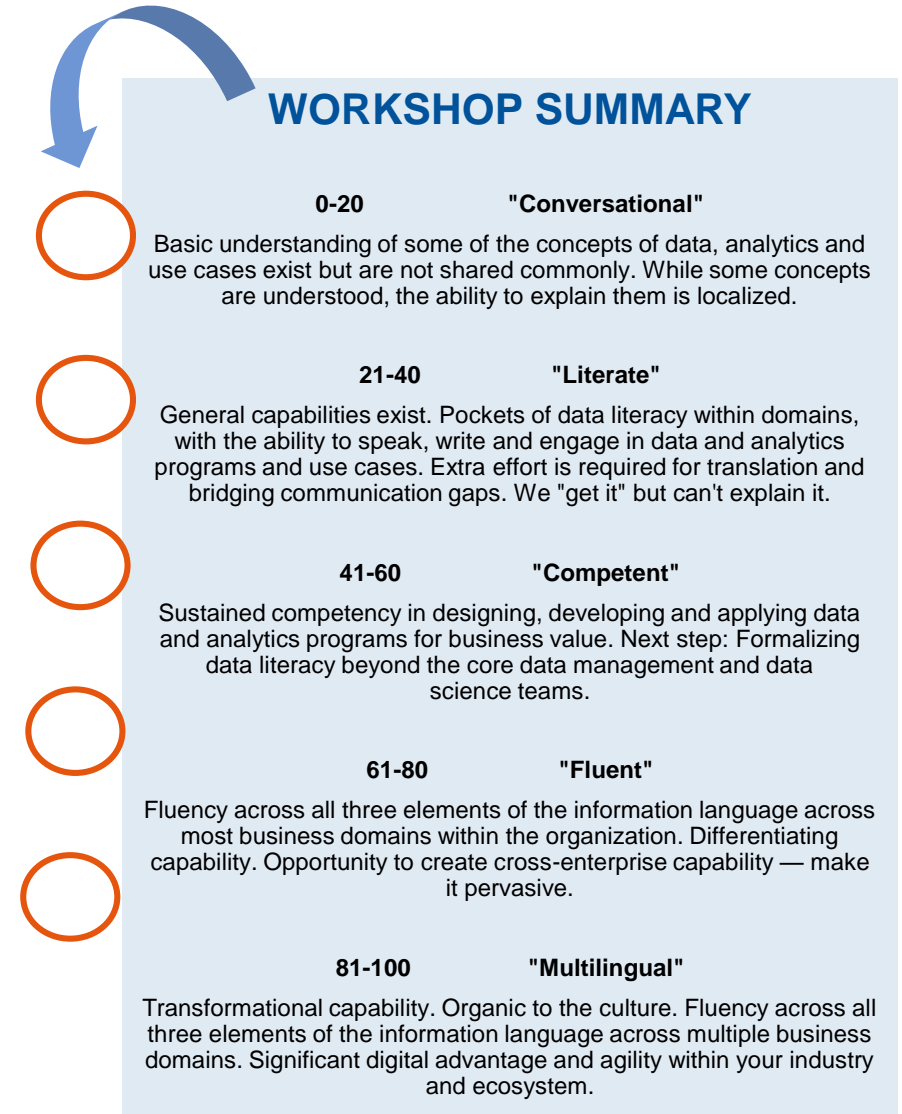 WORKSHOP SUMMARY
0-20 "Conversational"
Basic understanding of some of the concepts of data, analytics and
use cases exist but are not shared commonly. While some concepts
are understood, the ability to explain them is localized.
21-40 "Literate"
General capabilities exist. Pockets of data literacy within domains,
with the ability to speak, write and engage in data and analytics
programs and use cases. Extra effort is required for translation and
bridging communication gaps. We "get it" but can't explain it.
41-60 "Competent"
Sustained competency in designing, developing and applying data
and analytics programs for business value. Next step: Formalizing
data literacy beyond the core data management and data
science teams.
61-80 "Fluent"
Fluency across all three elements of the information language across
most business domains within the organization. Differentiating
capability. Opportunity to create cross-enterprise capability — make
it pervasive.
81-100 "Multilingual"
Transformational capability. Organic to the culture. Fluency across all
three elements of the information language across multiple business
domains. Significant digital advantage and agility within your industry
and ecosystem.